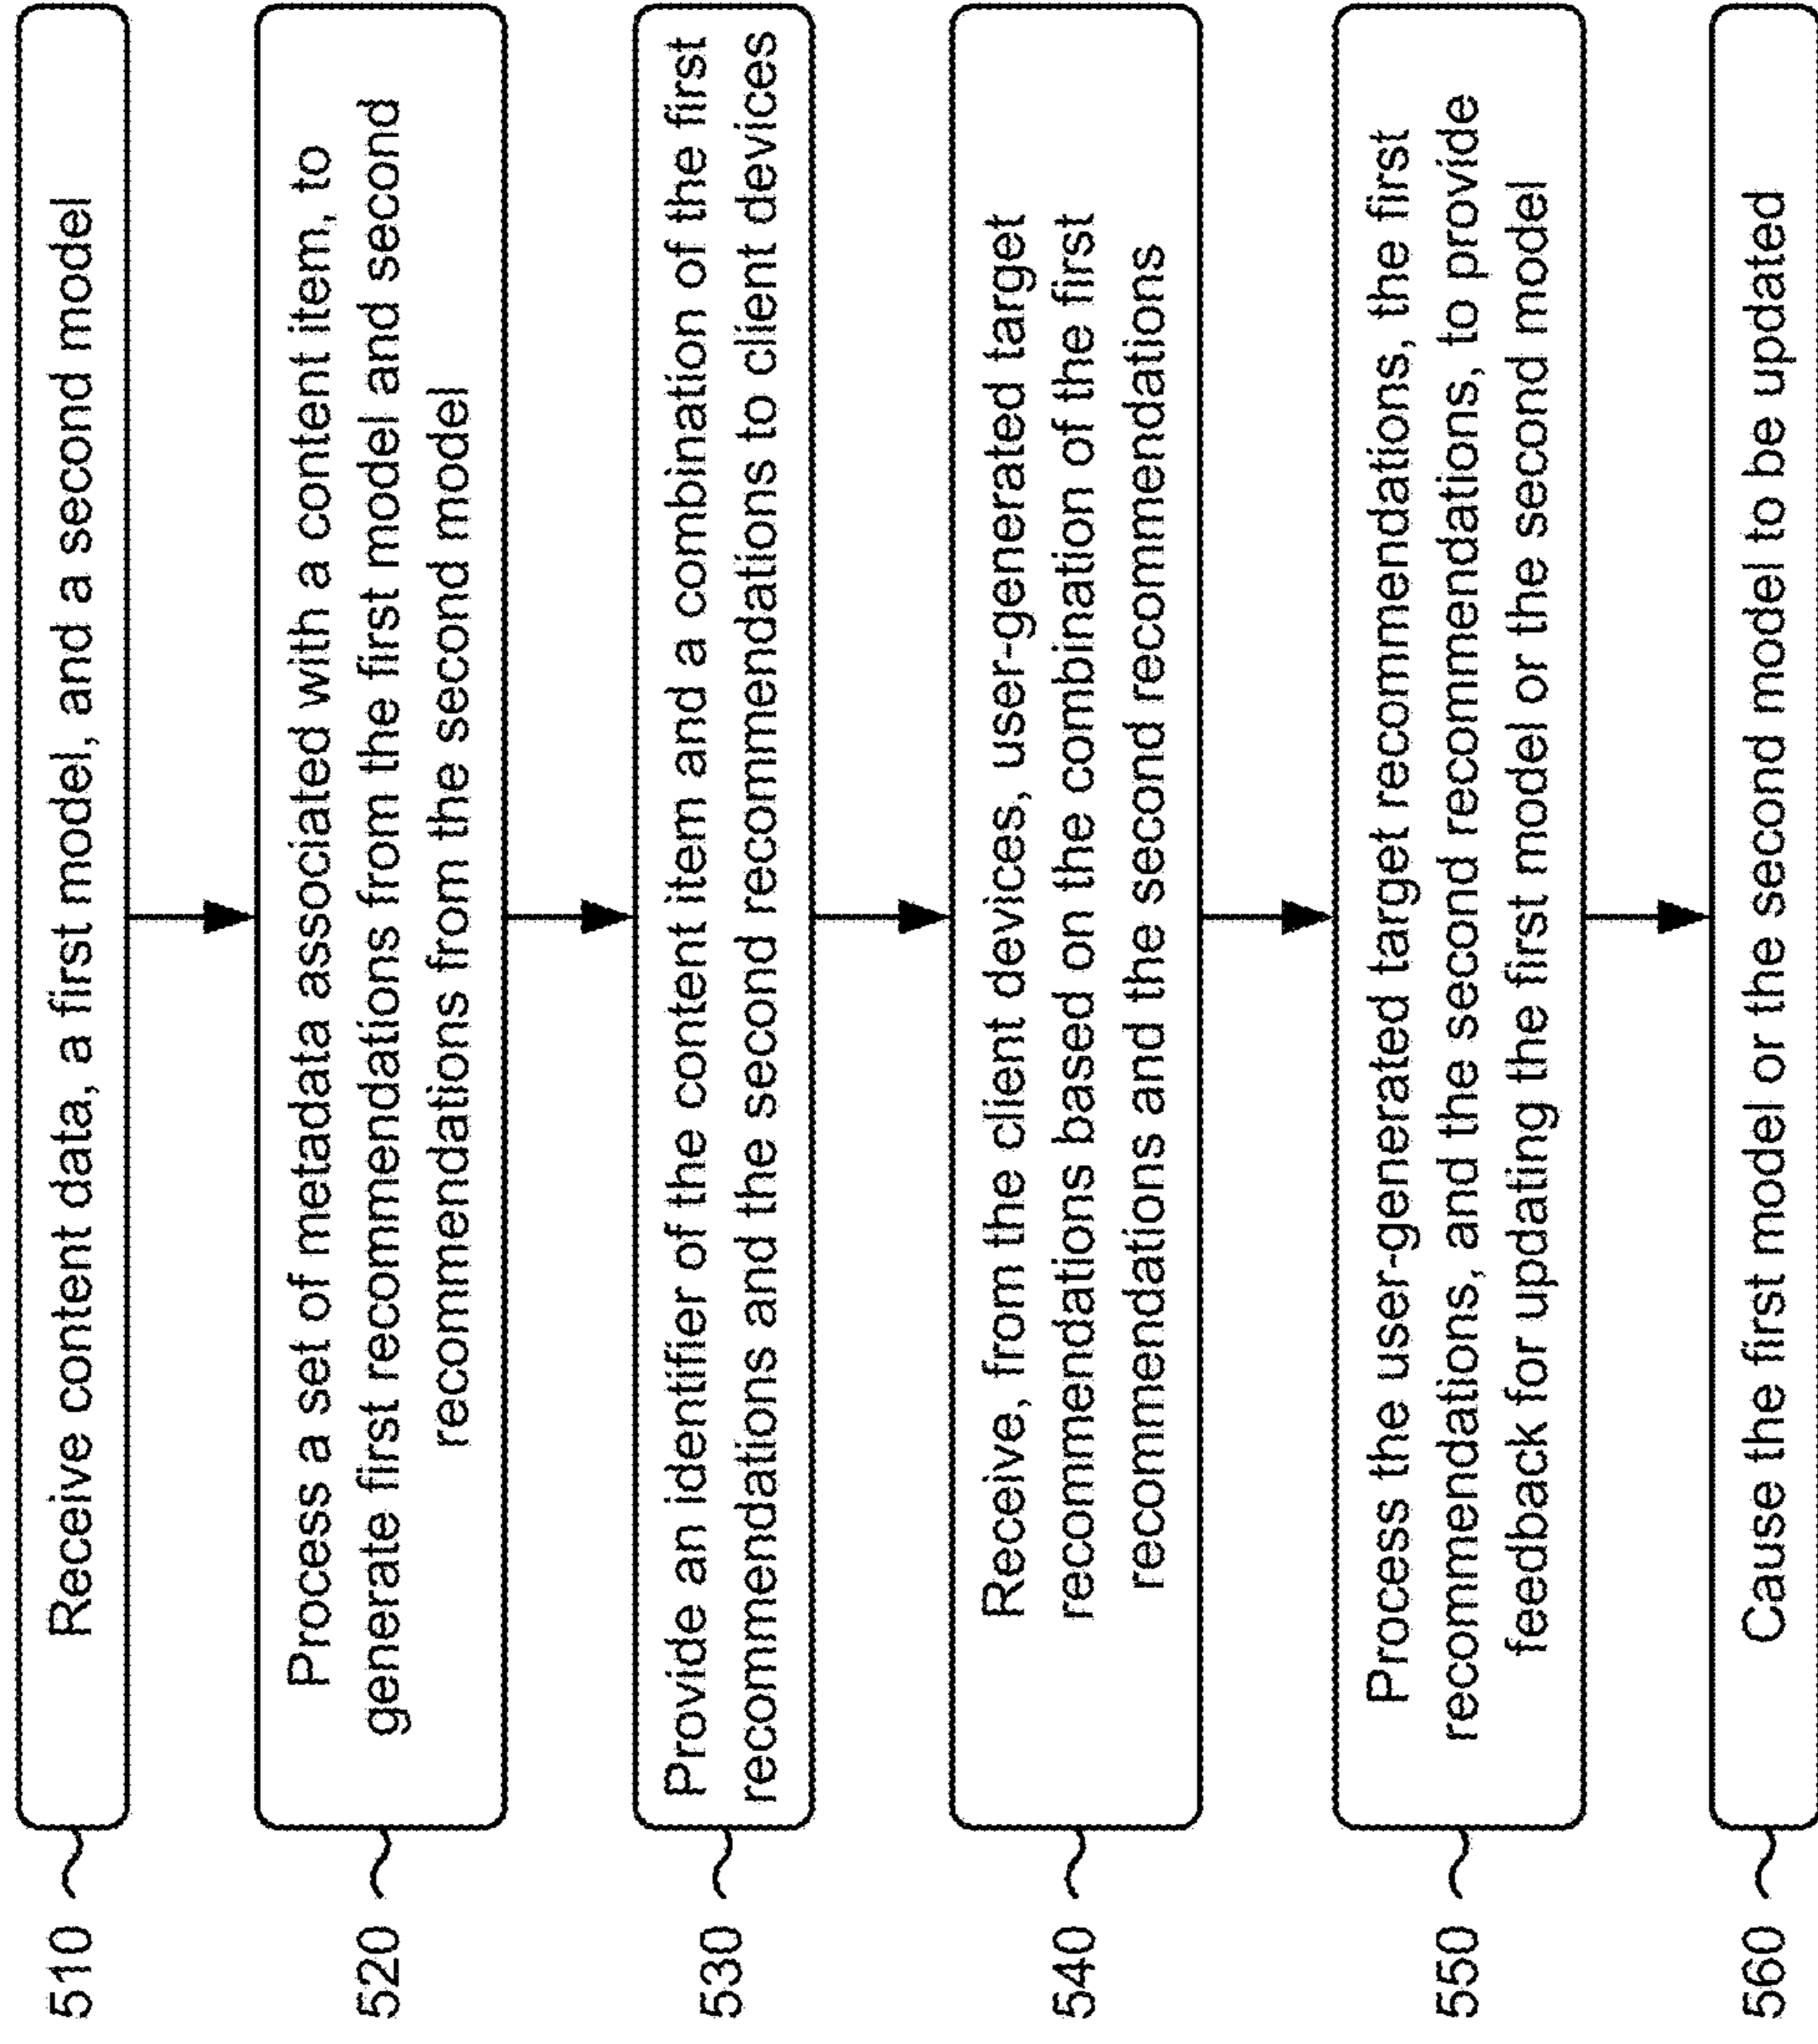 510
Receive content data, a first model, and a second model
520
Process a set of metadata associated with a content item, to
generate first recommendations from the first model and second
recommendations from the second model
530
Provide an identifier of the content item and a combination of the first
recommendations and the second recommendations to client devices
540
Receive, from the client devices, user-generated target
recommendations based on the combination of the first
recommendations and the second recommendations
550
Process the user-generated target recommendations, the first
recommendations, and the second recommendations, to provide
feedback for updating the first model or the second model
560
Cause the first model or the second model to be updated